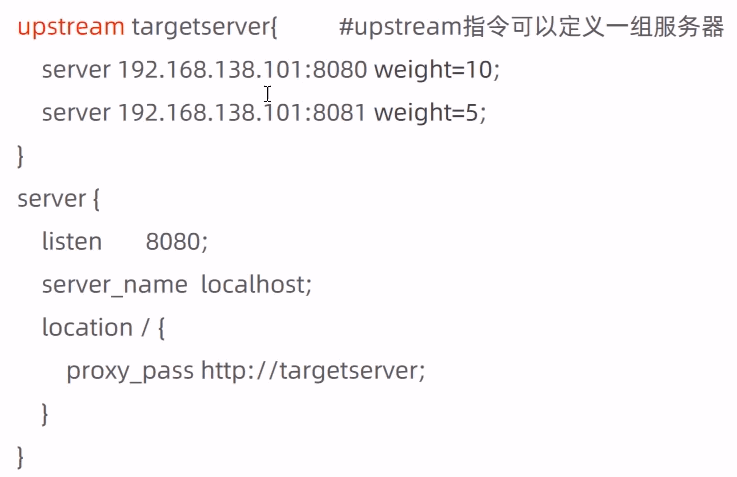 upstream targetserver{ #upstream指令可以定义一组服务器
server 192.168.138.101:8080 weight=10;
server 192.168.138.101:8081 weight=5;
}
server {
listen 8080;
server_name localhost;
location / {
proxy_pass http://targetserver;
}
}